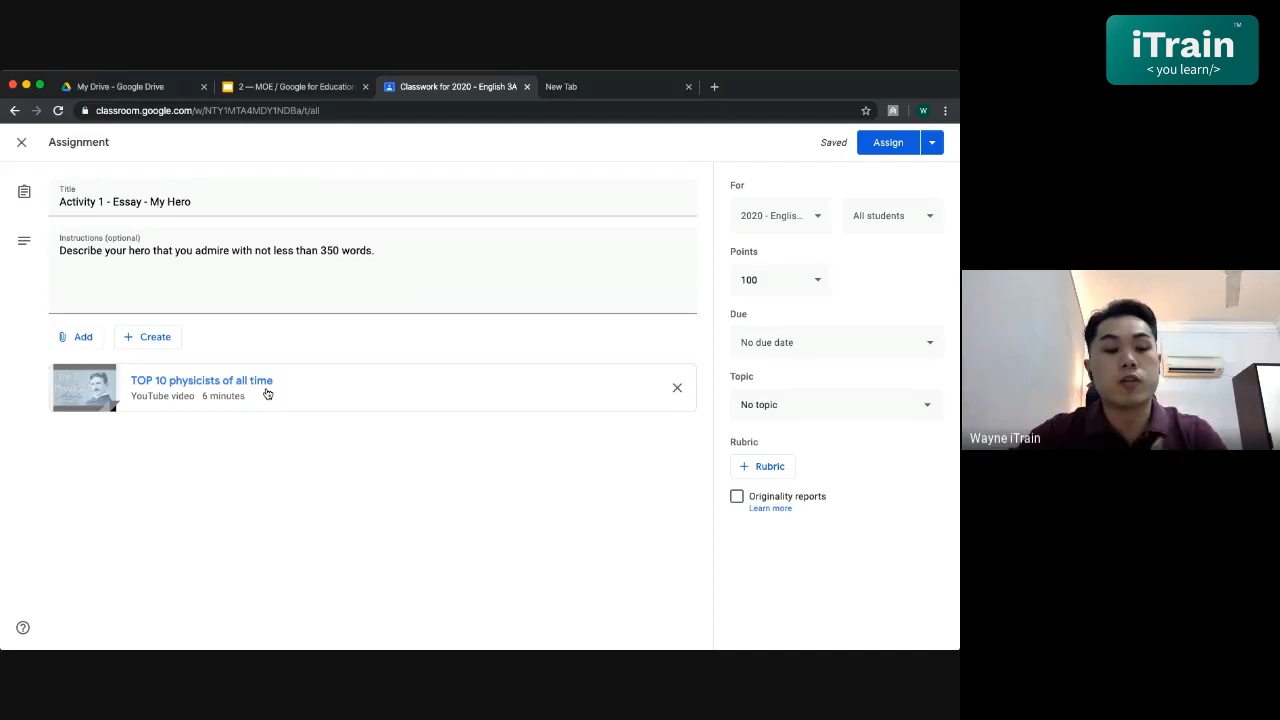 iTrain™
< you learn/>
My Drive - Google Drive
2 — MOE / Google for Education
Classwork for 2020 - English 3A
New Tab
classroom.google.com/w/NTY1MTA4MDY1NDBa/t/all
W
Assignment
Saved
Assign
Title
Activity 1 - Essay - My Hero
Instructions (optional)
Describe your hero that you admire with not less than 350 words.
Add
Create
TOP 10 physicists of all time
YouTube video 6 minutes
For
2020 - Englis...
All students
Points
100
Due
No due date
Topic
No topic
Rubric
Rubric
Originality reports
Learn more
Wayne iTrain